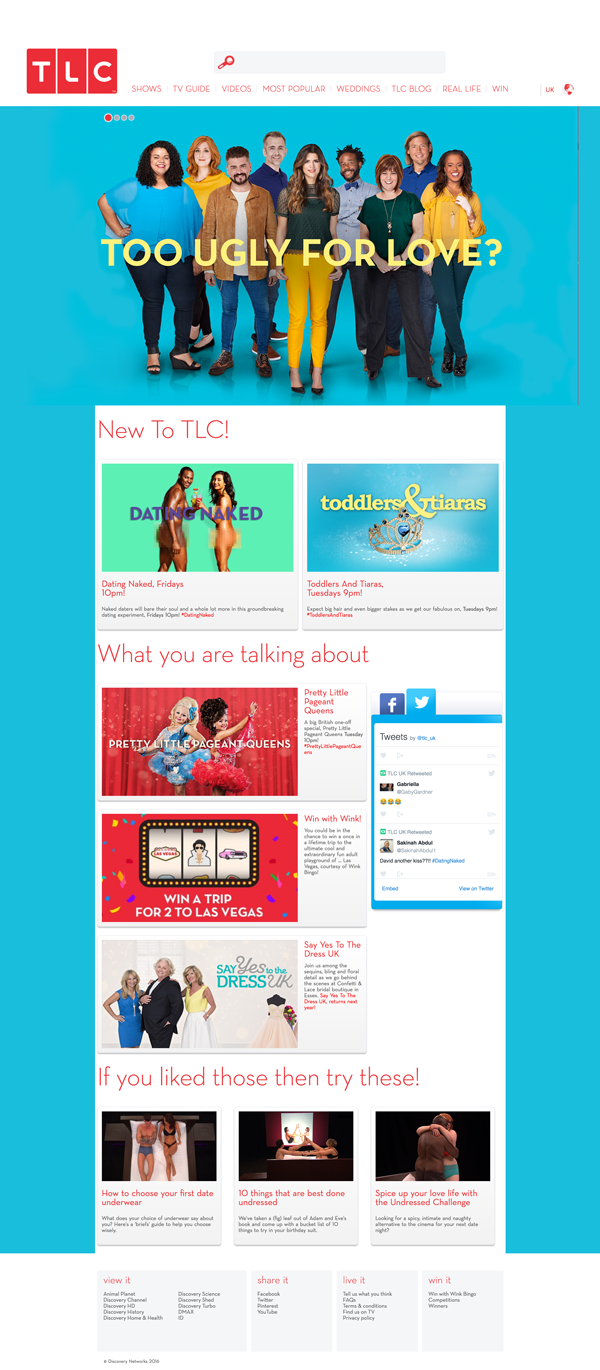 TLC
SHOWS | TV GUIDE | VIDEOS | MOST POPULAR | WEDDINGS | TLC BLOG | REAL LIFE | WIN
UK
TOO UGLY FOR LOVE?
New To TLC!
DATING NAKED
toddlers&tiaras
Dating Naked, Fridays
10pm!
Naked daters will bare their soul and a whole lot more in this groundbreaking
dating experiment, Fridays 10pm! #DatingNaked
Toddlers And Tiaras,
Tuesdays 9pm!
Expect big hair and even bigger stakes as we get our fabulous on, Tuesdays 9pm!
#ToddlersAndTiaras
What you are talking about
PRETTY LITTLE PAGEANT QUEENS
Pretty Little
Pageant
Queens
A big British one-off
special, Pretty Little
Pageant Queens Tuesday
10pm!
#PrettyLittlePageantQue
ens
LAS VEGAS
WIN A TRIP
FOR 2 TO LAS VEGAS
Win with Wink!
You could be in the
chance to win a once in
a lifetime trip to the
ultimate cool and
extraordinary fun adult
playground of ... Las
Vegas, courtesy of Wink
Bingo!
SAY Yes to the
DRESS UK
Say Yes To The
Dress UK
Join us among the
sequins, bling and floral
detail as we go behind
the scenes at Confetti &
Lace bridal boutique in
Essex. Say Yes To The
Dress UK, returns next
year!
Tweets by @tlc_uk
TLC UK Retweeted
Gabriella
@GabyGardner
TLC UK Retweeted
Sakinah Abdul
@SakinahAbdul1
David another kiss??!! #DatingNaked
Embed
View on Twitter
If you liked those then try these!
How to choose your first date
underwear
What does your choice of underwear say about
you? Here's a 'briefs' guide to help you choose
wisely.
10 things that are best done
undressed
We've taken a (fig) leaf out of Adam and Eve's
book and come up with a bucket list of 10
things to try in your birthday suit.
Spice up your love life with
the Undressed Challenge
Looking for a spicy, intimate and naughty
alternative to the cinema for your next date
night?
view it
Animal Planet
Discovery Channel
Discovery HD
Discovery History
Discovery Home & Health
Discovery Science
Discovery Shed
Discovery Turbo
DMAX
ID
share it
Facebook
Twitter
Pinterest
YouTube
live it
Tell us what you think
FAQs
Terms & conditions
Find us on TV
Privacy policy
win it
Win with Wink Bingo
Competitions
Winners
© Discovery Networks 2016